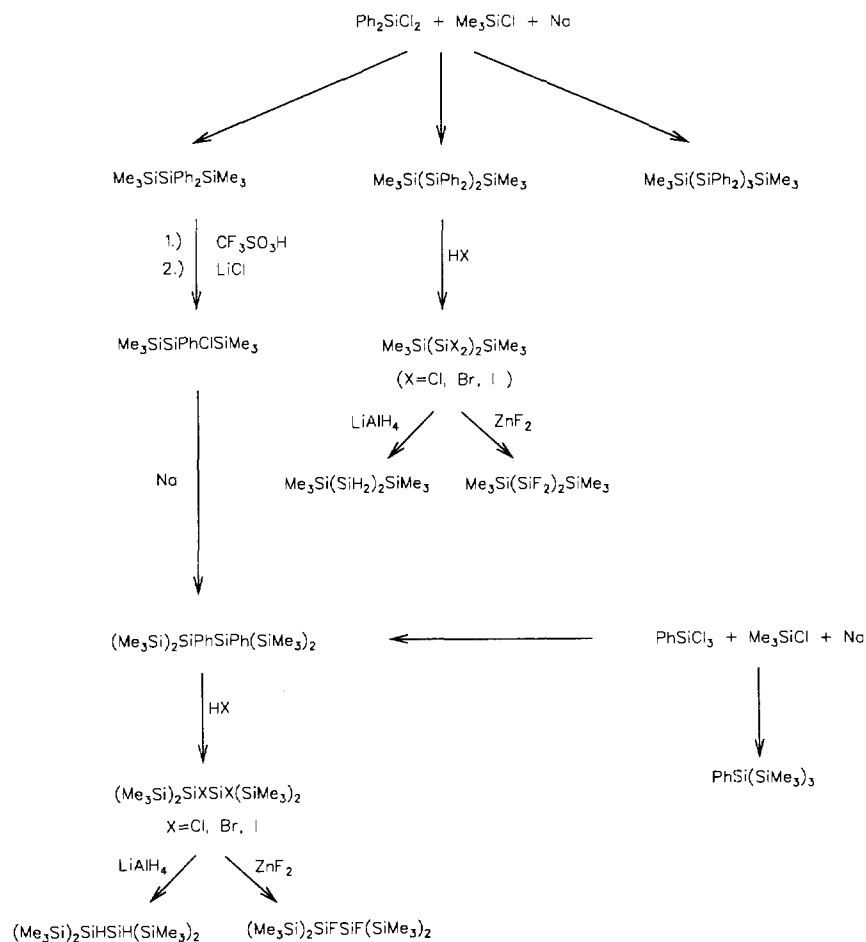 Ph₂SiCl₂ + Me₃SiCl + Na
Me₃SiSiPh₂SiMe₃
Me₃Si(SiPh₂)₂SiMe₃
Me₃Si(SiPh₂)₃SiMe₃
1.) CF₃SO₃H
2.) LiCl
HX
Me₃SiSiPhClSiMe₃
Me₃Si(SiX₂)₂SiMe₃
(X=Cl, Br, I)
LiAlH₄
ZnF₂
Na
Me₃Si(SiH₂)₂SiMe₃
Me₃Si(SiF₂)₂SiMe₃
(Me₃Si)₂SiPhSiPh(SiMe₃)₂
PhSiCl₃ + Me₃SiCl + Na
HX
PhSi(SiMe₃)₃
(Me₃Si)₂SiXSiX(SiMe₃)₂
X=Cl, Br, I
LiAlH₄
ZnF₂
(Me₃Si)₂SiHSiH(SiMe₃)₂
(Me₃Si)₂SiFSiF(SiMe₃)₂